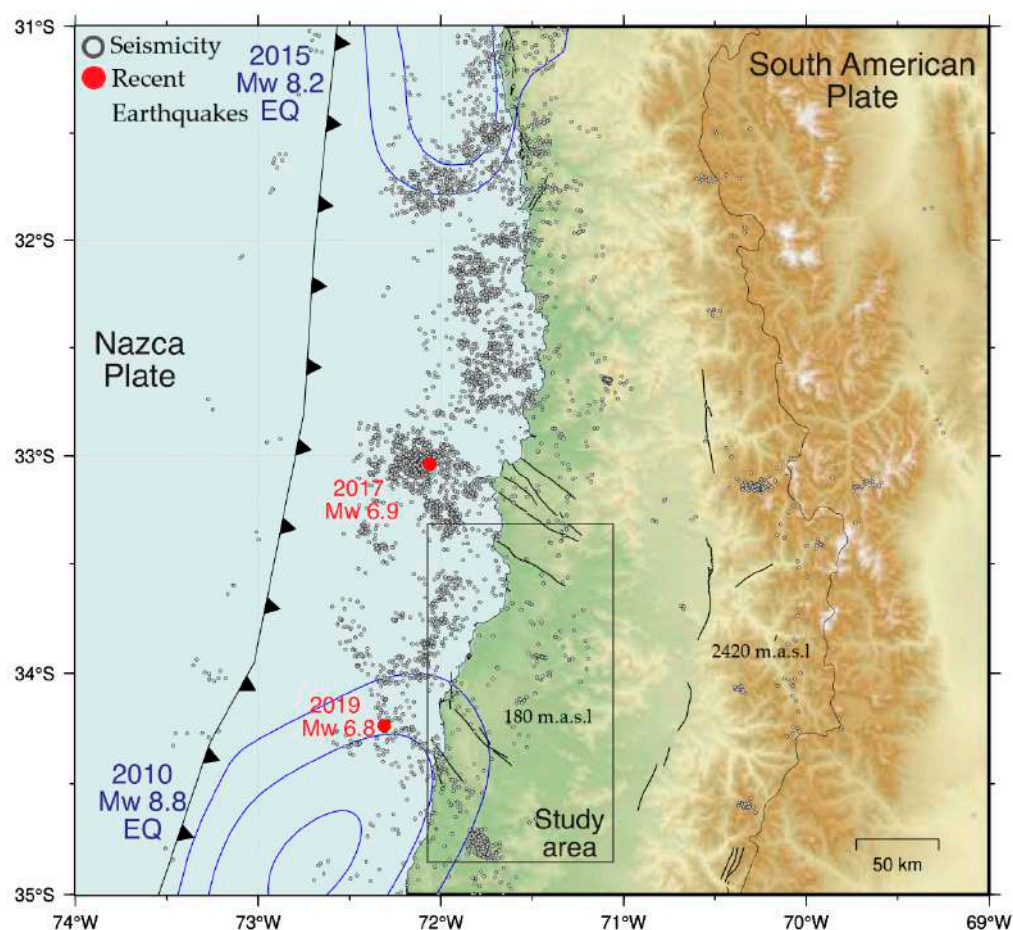 31°S
32°S
33°S
34°S
35°S
74°W
73°W
72°W
71°W
70°W
69°W
Seismicity
Recent
Earthquakes
2015
Mw 8.2
EQ
South American
Plate
Nazca
Plate
2017
Mw 6.9
2019
Mw 6.8
2010
Mw 8.8
EQ
2420 m.a.s.l
180 m.a.s.l
Study
area
50 km